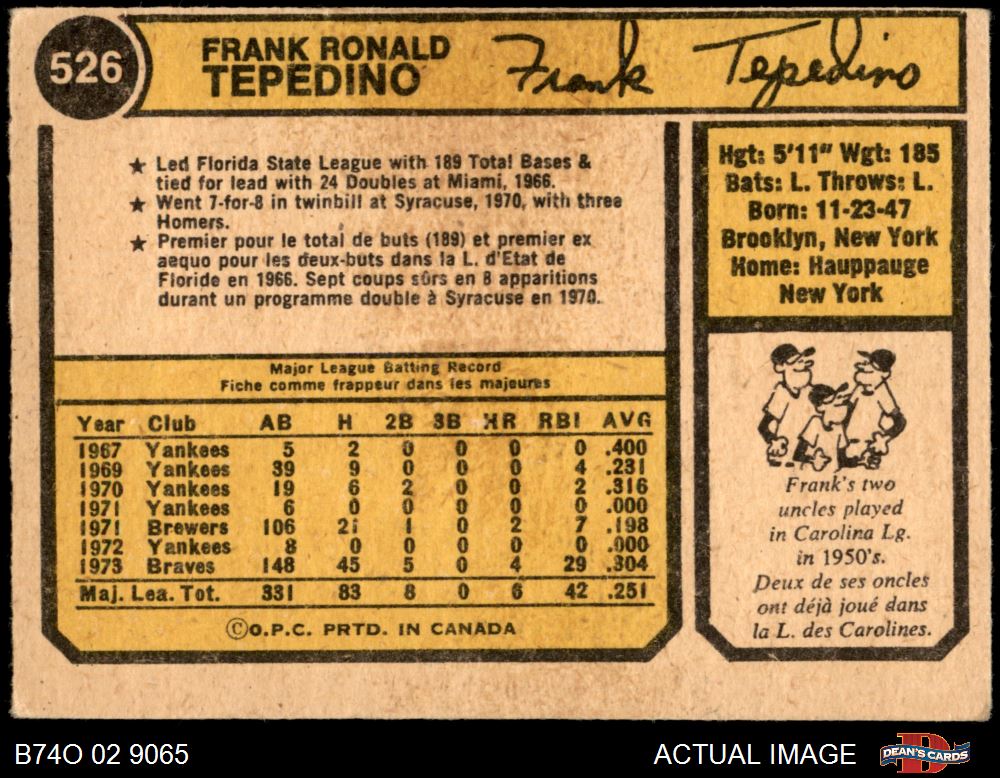 526
FRANK RONALD
TEPEDINO
Frank Tepedino
★ Led Florida State League with 189 Total Bases &
tied for lead with 24 Doubles at Miami, 1966.
★ Went 7-for-8 in twinbill at Syracuse, 1970, with three
Homers.
★ Premier pour le total de buts (189) et premier ex
aequo pour les deux-buts dans la L. d'Etat de
Floride en 1966. Sept coups sûrs en 8 apparitions
durant un programme double à Syracuse en 1970.
Major League Batting Record
Fiche comme frappeur dans les majeures
Year Club AB H 2B 3B HR RBI AVG
1967 Yankees 5 2 0 0 0 0 .400
1969 Yankees 39 9 0 0 0 4 .231
1970 Yankees 19 6 2 0 0 2 .316
1971 Yankees 6 0 0 0 0 0 .000
1971 Brewers 106 21 1 0 2 7 .198
1972 Yankees 8 0 0 0 0 0 .000
1973 Braves 148 45 5 0 4 29 .304
Maj. Lea. Tot. 331 83 8 0 6 42 .251
©O.P.C. PRTD. IN CANADA
Hgt: 5'11" Wgt: 185
Bats: L. Throws: L.
Born: 11-23-47
Brooklyn, New York
Home: Hauppauge
New York
Frank's two
uncles played
in Carolina Lg.
in 1950's.
Deux de ses oncles
ont déjà joué dans
la L. des Carolines.
B74O 02 9065
ACTUAL IMAGE
DEAN'S CARDS